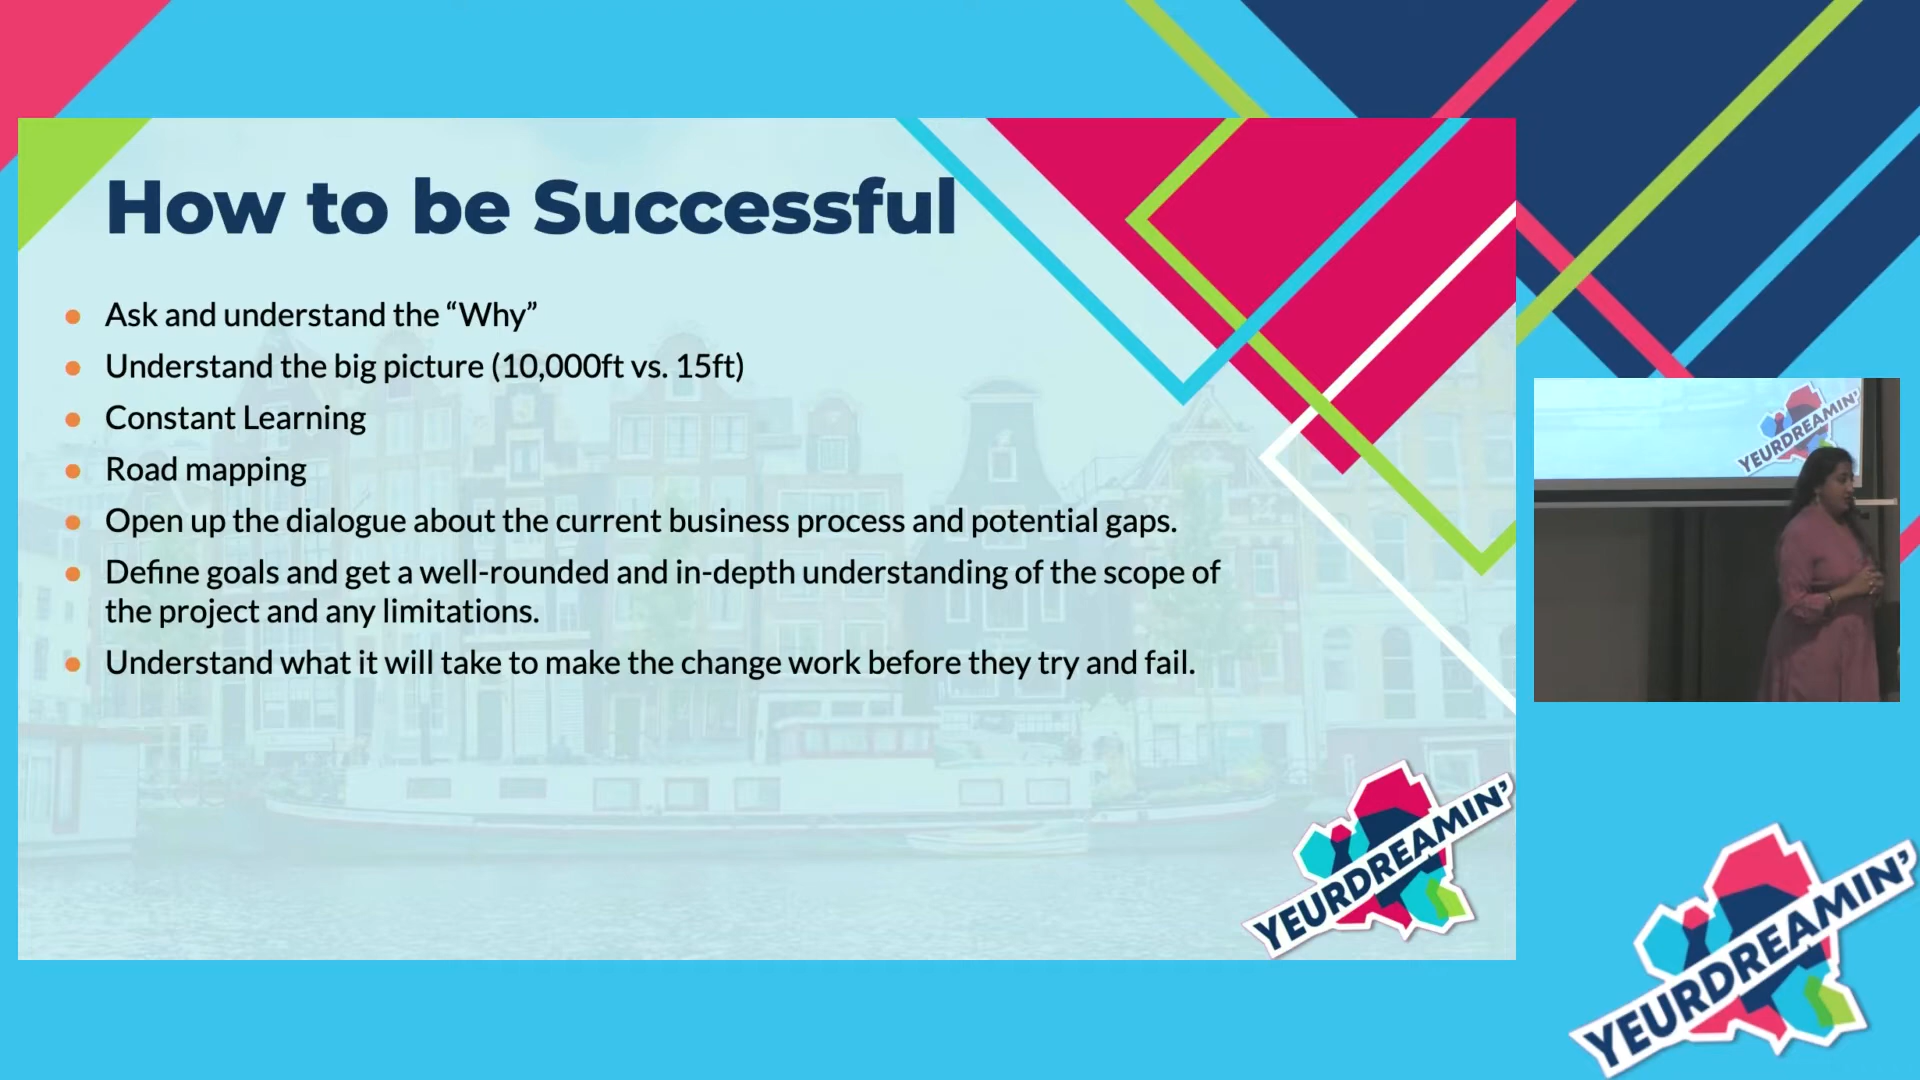 How to be Successful
Ask and understand the “Why”
Understand the big picture (10,000ft vs. 15ft)
Constant Learning
Road mapping
Open up the dialogue about the current business process and potential gaps.
Define goals and get a well-rounded and in-depth understanding of the scope of
the project and any limitations.
Understand what it will take to make the change work before they try and fail.
YEURDREAMIN’
YEURDREAMIN’
YEURDREAMIN’